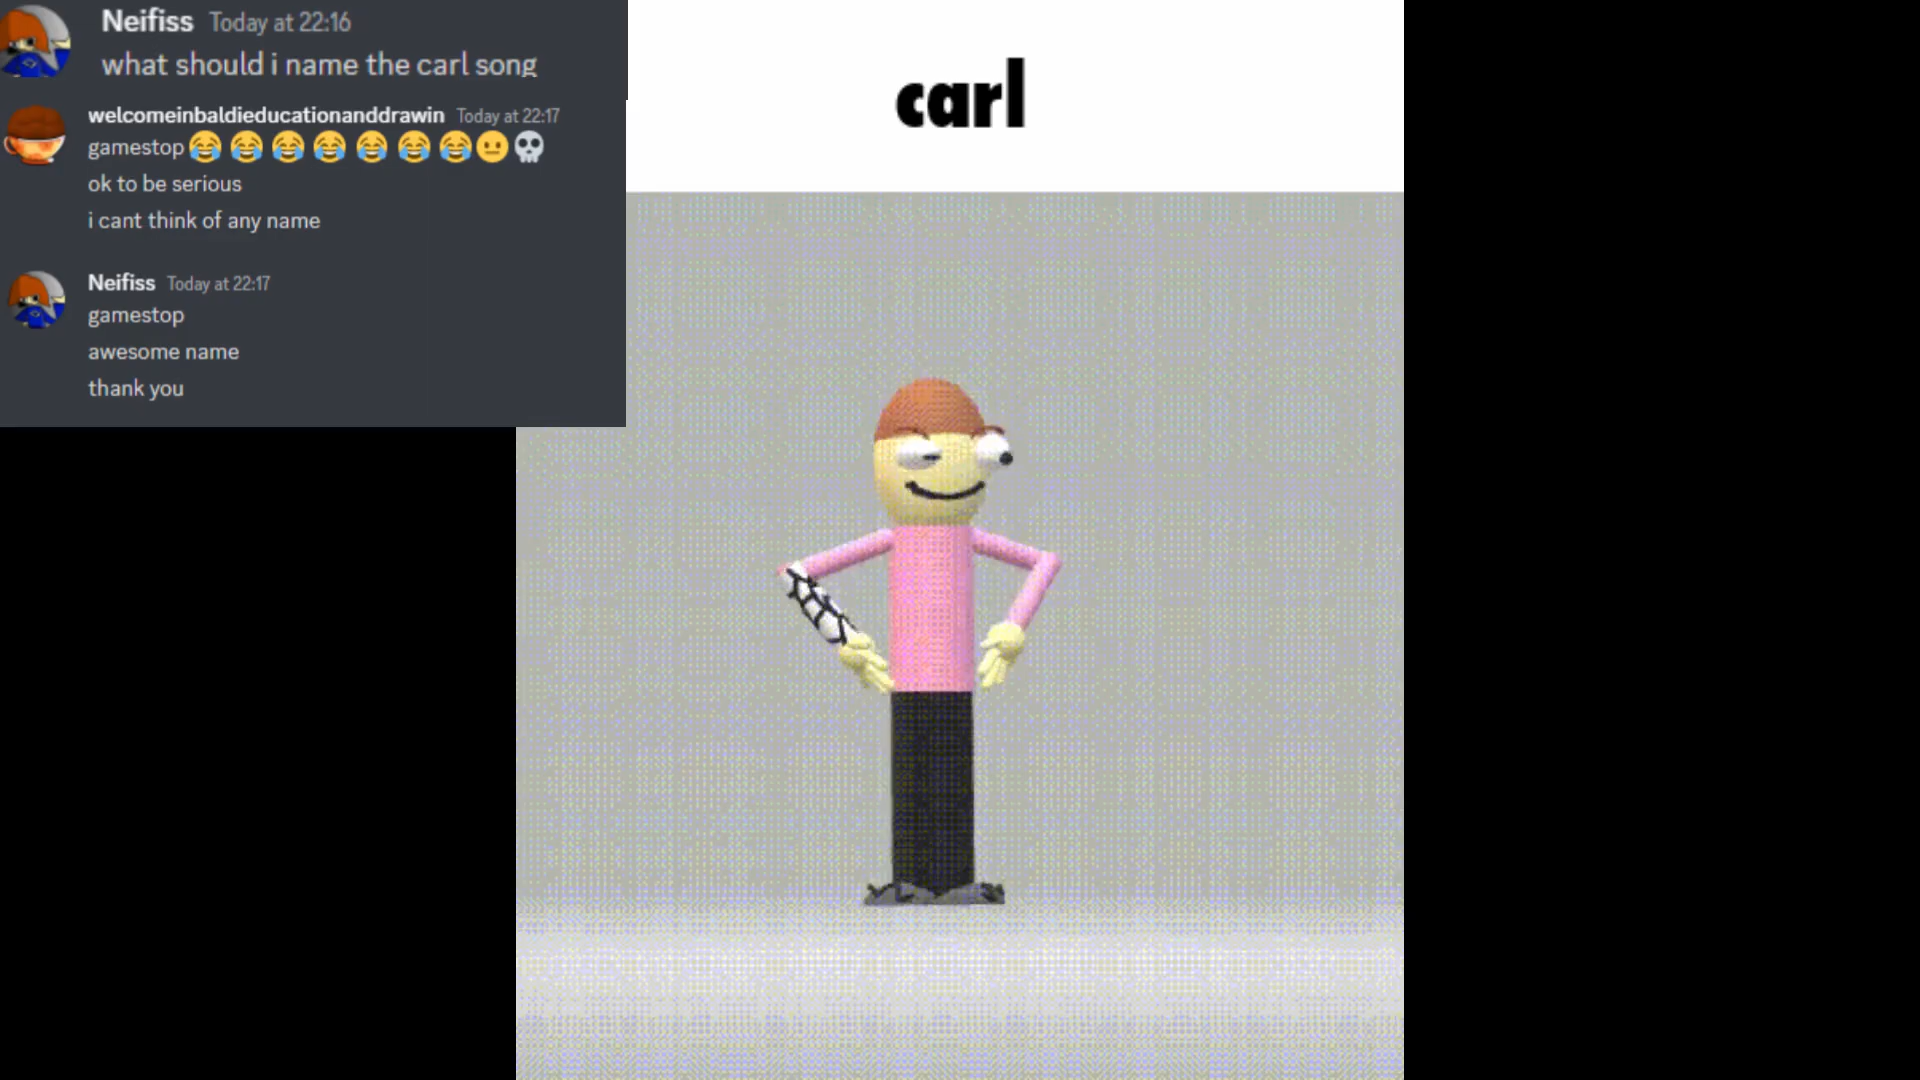 Neifiss Today at 22:16
what should i name the carl song
welcomeinbaldieducationanddrawin Today at 22:17
gamestop😂😂😂😂😂😂😂😐💀
ok to be serious
i cant think of any name
Neifiss Today at 22:17
gamestop
awesome name
thank you
carl